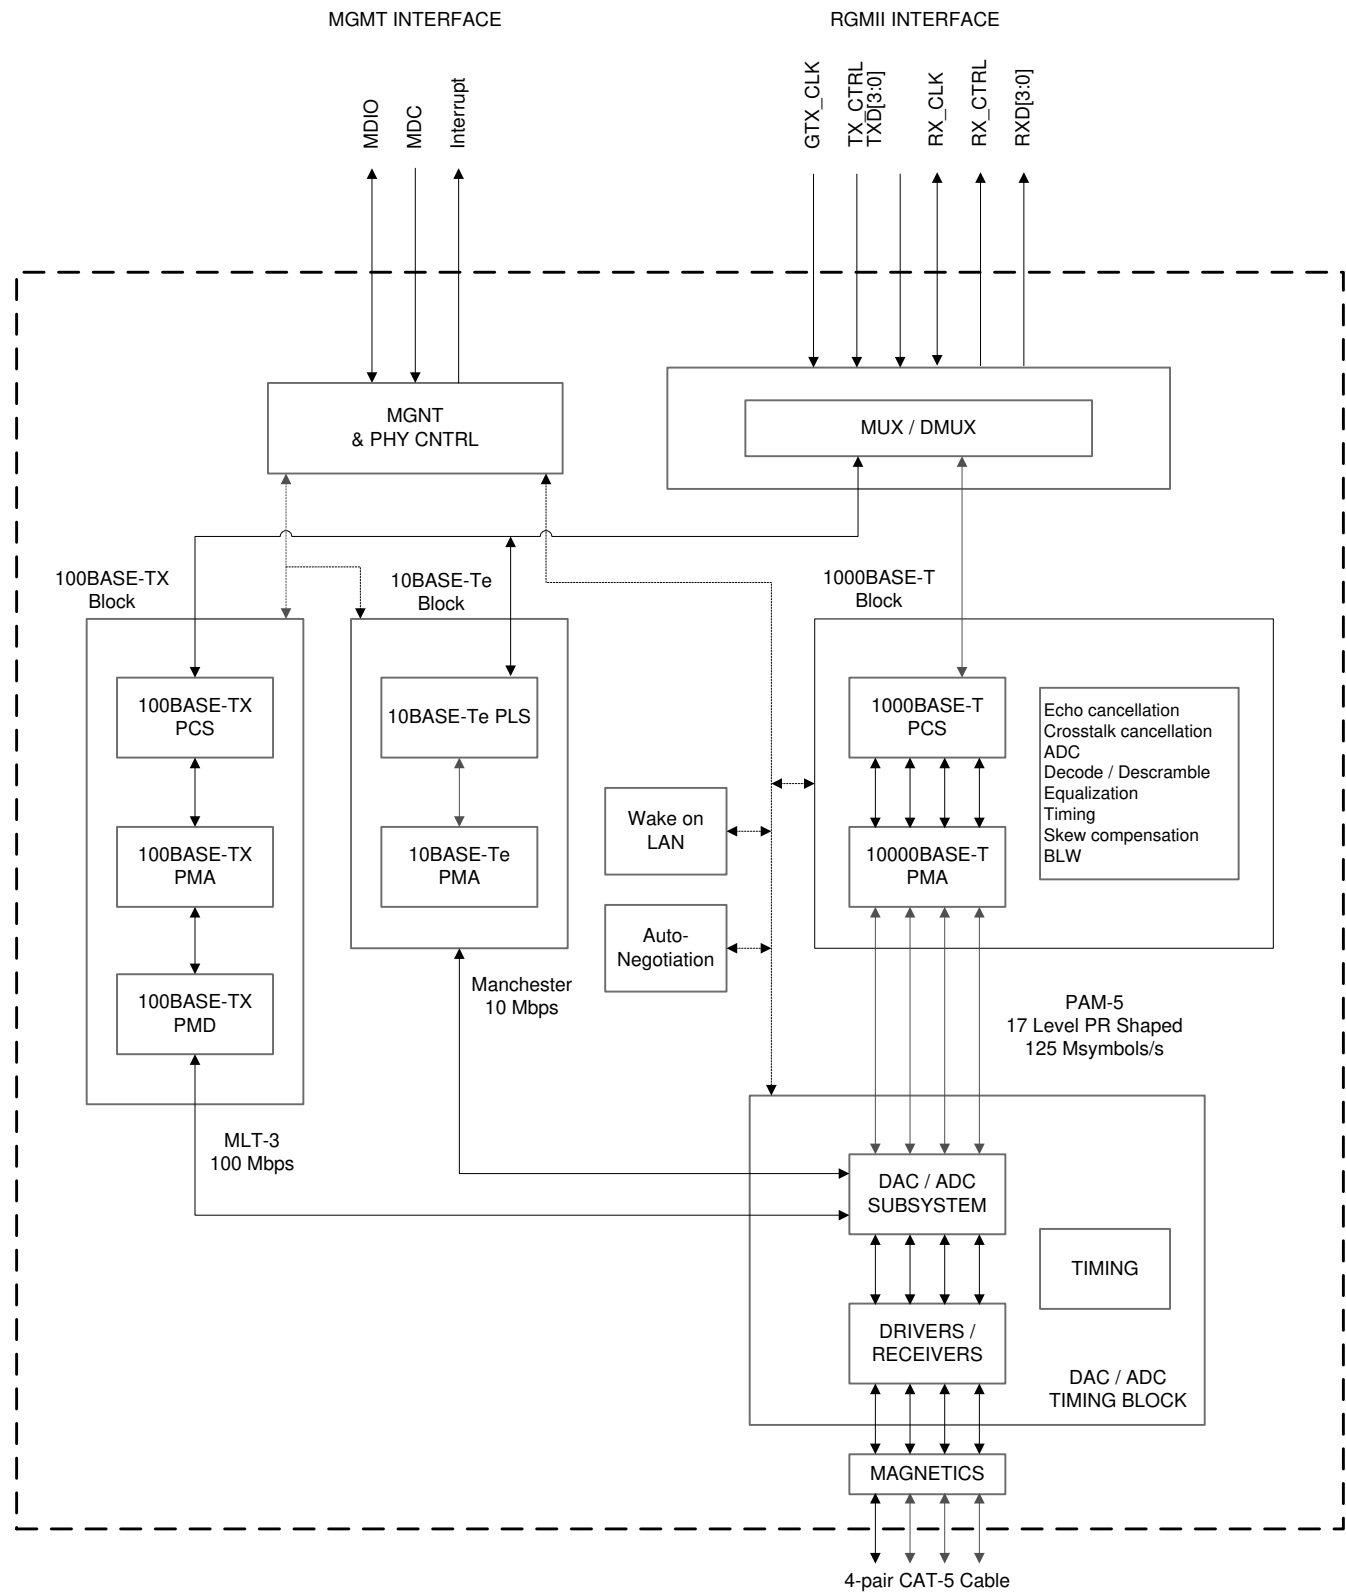 MGMT INTERFACE
RGMII INTERFACE
MDIO
MDC
Interrupt
GTX_CLK
TX_CTRL
TXD[3:0]
RX_CLK
RX_CTRL
RXD[3:0]
MGNT
& PHY CNTRL
MUX / DMUX
100BASE-TX
Block
10BASE-Te
Block
1000BASE-T
Block
100BASE-TX
PCS
10BASE-Te PLS
1000BASE-T
PCS
Echo cancellation
Crosstalk cancellation
ADC
Decode / Descramble
Equalization
Timing
Skew compensation
BLW
Wake on
LAN
100BASE-TX
PMA
10BASE-Te
PMA
10000BASE-T
PMA
Auto-
Negotiation
100BASE-TX
PMD
Manchester
10 Mbps
PAM-5
17 Level PR Shaped
125 Msymbols/s
MLT-3
100 Mbps
DAC / ADC
SUBSYSTEM
TIMING
DRIVERS /
RECEIVERS
DAC / ADC
TIMING BLOCK
MAGNETICS
4-pair CAT-5 Cable